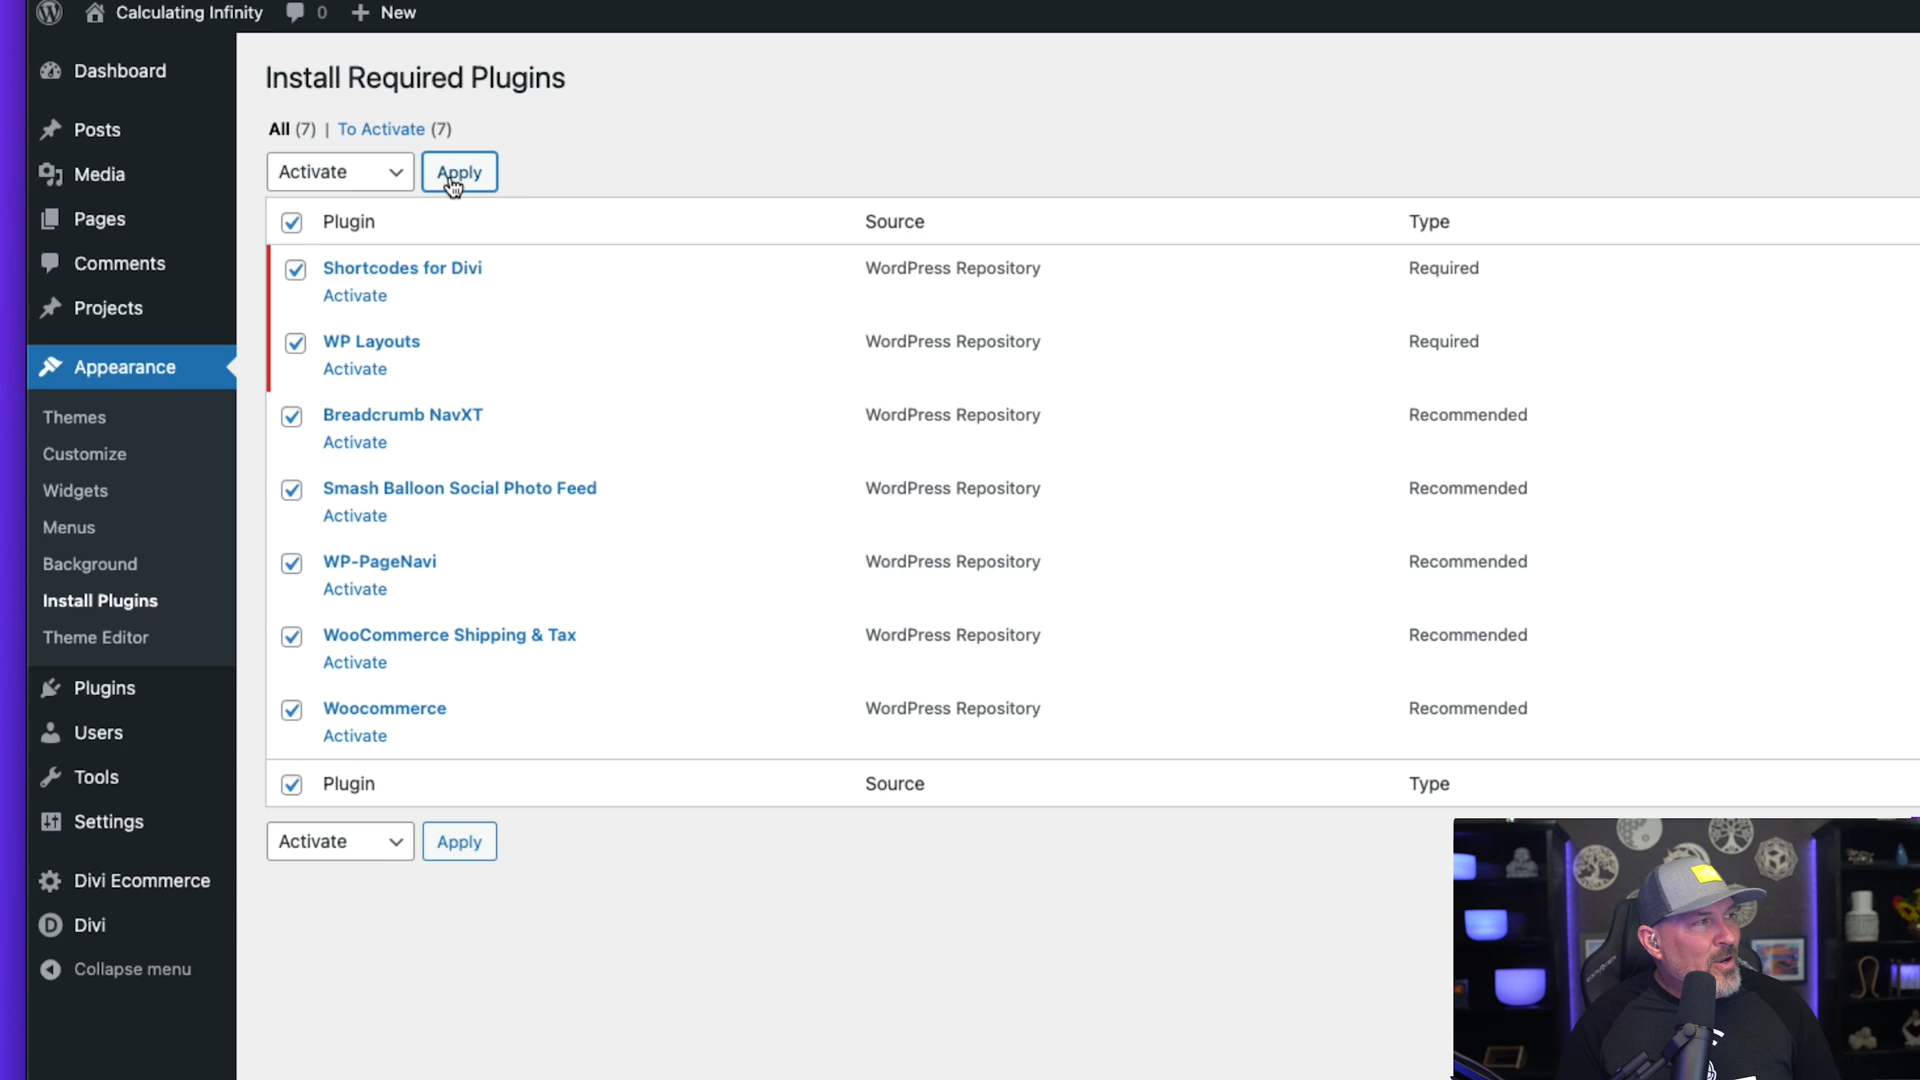 Calculating Infinity 0 New
Dashboard
Posts
Media
Pages
Comments
Projects
Appearance
Themes
Customize
Widgets
Menus
Background
Install Plugins
Theme Editor
Plugins
Users
Tools
Settings
Divi Ecommerce
Divi
Collapse menu
Install Required Plugins
All (7) | To Activate (7)
Activate Apply
Plugin Source Type
Shortcodes for Divi WordPress Repository Required
Activate
WP Layouts WordPress Repository Required
Activate
Breadcrumb NavXT WordPress Repository Recommended
Activate
Smash Balloon Social Photo Feed WordPress Repository Recommended
Activate
WP-PageNavi WordPress Repository Recommended
Activate
WooCommerce Shipping & Tax WordPress Repository Recommended
Activate
Woocommerce WordPress Repository Recommended
Activate
Plugin Source Type
Activate Apply